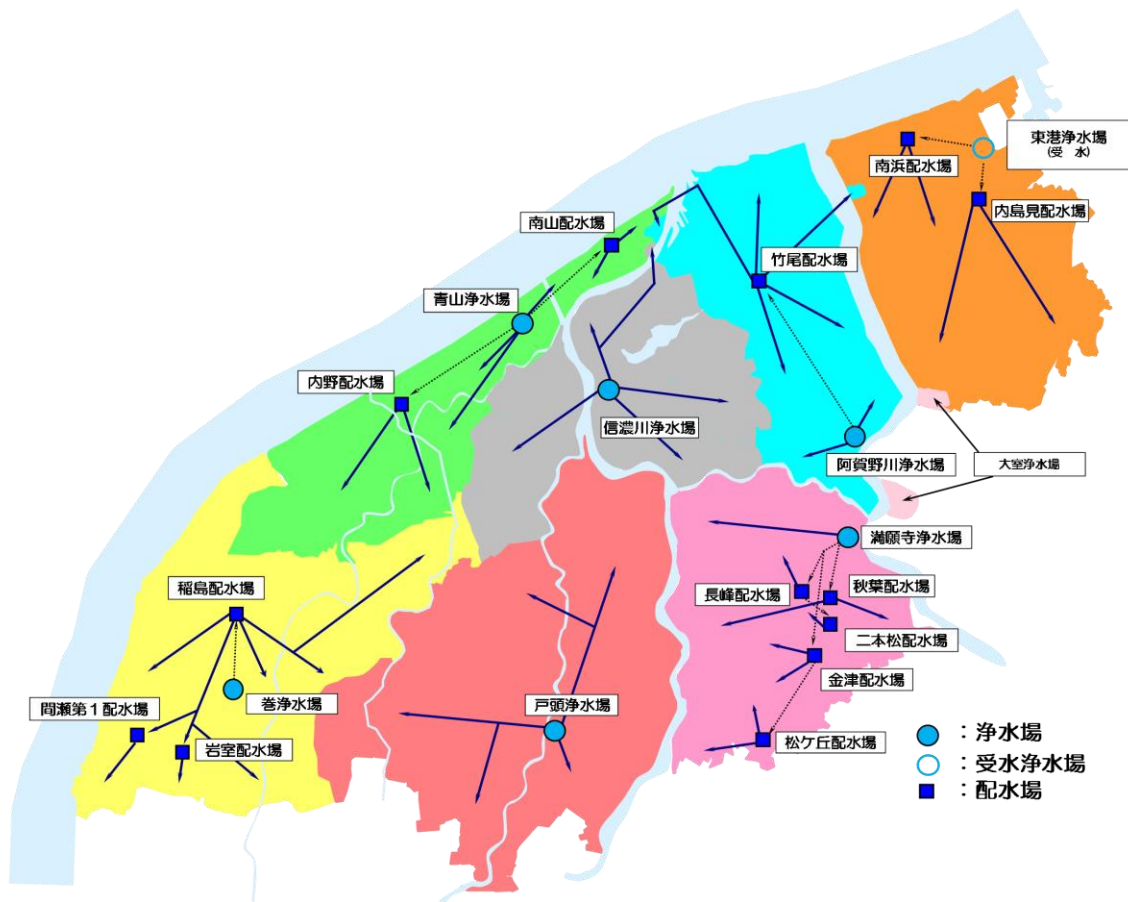 東港浄水場
(受 水)
南浜配水場
内島見配水場
南山配水場
竹尾配水場
青山浄水場
内野配水場
信濃川浄水場
阿賀野川浄水場
大室浄水場
満願寺浄水場
長峰配水場
秋葉配水場
二本松配水場
金津配水場
松ケ丘配水場
稲島配水場
巻浄水場
間瀬第1配水場
岩室配水場
戸頭浄水場
：浄水場
：受水浄水場
：配水場